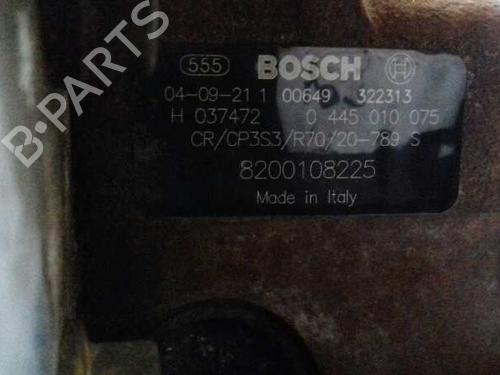 B-PARTS
555 BOSCH
04-09-21 1 00649 322313
H 037472 0 445 010 075
CR/CP3S3/R70/20-789 S
8200108225
Made in Italy